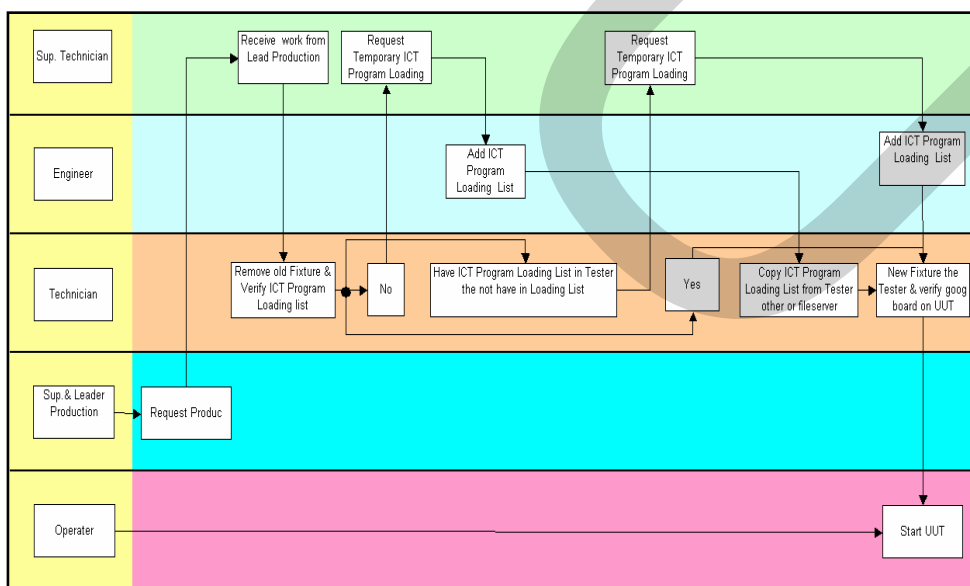 Sup. Technician
Receive work from
Lead Production
Request
Temporary ICT
Program Loading
Request
Temporary ICT
Program Loading
Engineer
Add ICT
Program
Loading List
Add ICT Program
Loading List
Technician
Remove old Fixture &
Verify ICT Program
Loading list
No
Have ICT Program Loading List in Tester
the not have in Loading List
Yes
Copy ICT Program
Loading List from Tester
other or fileserver
New Fixture the
Tester & verify goog
board on UUT
Sup.& Leader
Production
Request Produc
Operater
Start UUT